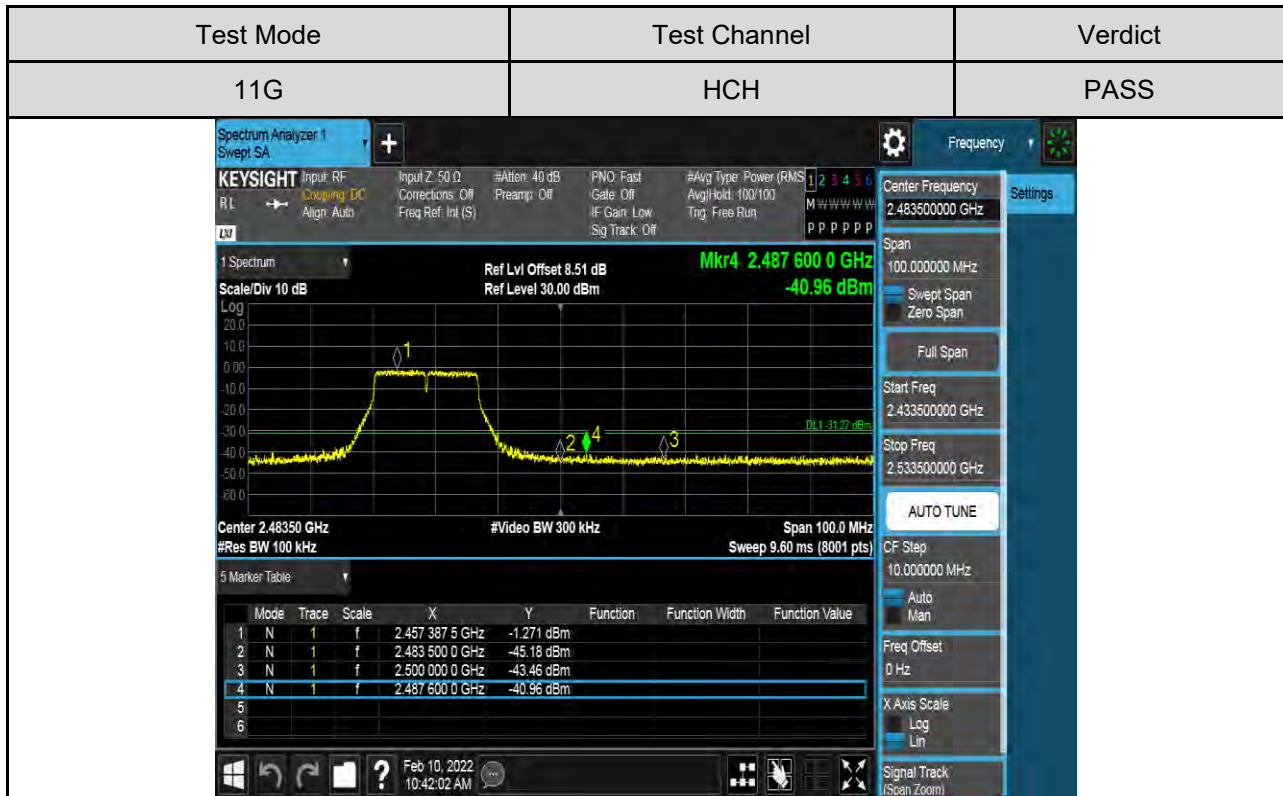 Test Mode Test Channel Verdict
11G HCH PASS
Spectrum Analyzer 1
Swept SA
+
Frequency
KEYSIGHT Input: RF Input Z: 50 Ω #Atten: 40 dB PNO: Fast #Avg Type: Power (RMS 1 2 3 4 5 6
RL Coupling: DC Corrections: Off Preamp: Off Gate: Off Avg|Hold: 100/100 M W W W W W
Align: Auto Freq Ref: Int (S) IF Gain: Low Trig: Free Run
Sig Track: Off P P P P P P
LXI
Center Frequency
2.483500000 GHz
Settings
1 Spectrum
Ref Lvl Offset 8.51 dB Mkr4 2.487 600 0 GHz
Scale/Div 10 dB Ref Level 30.00 dBm -40.96 dBm
Log
20.0
10.0
0.00
-10.0
-20.0
-30.0
-40.0
-50.0
-60.0
1
2
4
3
DL1 -31.27 dBm
Center 2.48350 GHz #Video BW 300 kHz Span 100.0 MHz
#Res BW 100 kHz Sweep 9.60 ms (8001 pts)
Span
100.000000 MHz
Swept Span
Zero Span
Full Span
Start Freq
2.433500000 GHz
Stop Freq
2.533500000 GHz
AUTO TUNE
CF Step
10.000000 MHz
Auto
Man
Freq Offset
0 Hz
X Axis Scale
Log
Lin
Signal Track
(Span Zoom)
5 Marker Table
Mode Trace Scale X Y Function Function Width Function Value
1 N 1 f 2.457 387 5 GHz -1.271 dBm
2 N 1 f 2.483 500 0 GHz -45.18 dBm
3 N 1 f 2.500 000 0 GHz -43.46 dBm
4 N 1 f 2.487 600 0 GHz -40.96 dBm
5
6
? Feb 10, 2022
10:42:02 AM